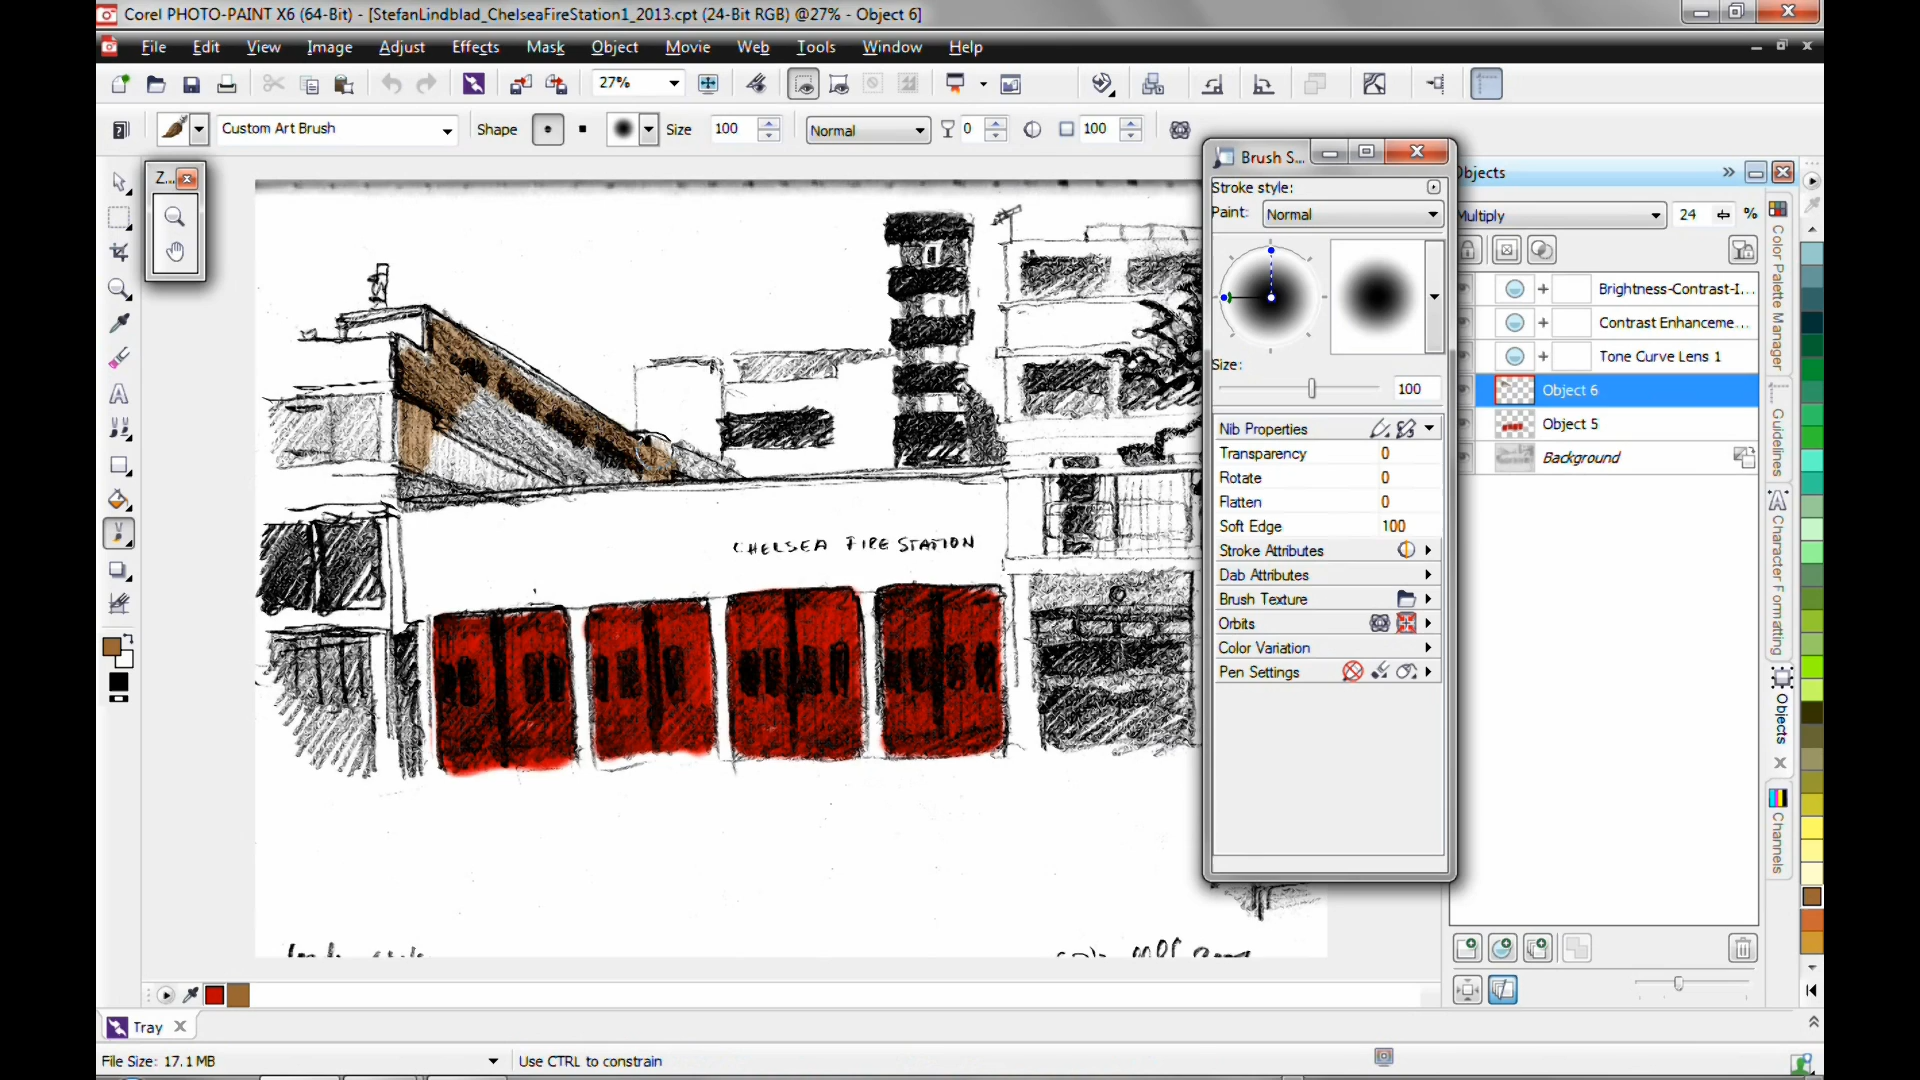 Corel PHOTO-PAINT X6 (64-Bit) - [StefanLindblad_ChelseaFireStation1_2013.cpt (24-Bit RGB) @27% - Object 6]
File Edit View Image Adjust Effects Mask Object Movie Web Tools Window Help
27%
Custom Art Brush Shape Size 100 Normal 0 100
Z...
Brush S...
Stroke style:
Paint: Normal
Size:
100
Nib Properties
Transparency 0
Rotate 0
Flatten 0
Soft Edge 100
Stroke Attributes
Dab Attributes
Brush Texture
Orbits
Color Variation
Pen Settings
Objects
Multiply 24 %
Brightness-Contrast-I...
Contrast Enhanceme...
Tone Curve Lens 1
Object 6
Object 5
Background
Color Palette Manager
Guidelines
Character Formatting
Objects
Channels
CHELSEA FIRE STATION
Tray
File Size: 17.1 MB Use CTRL to constrain